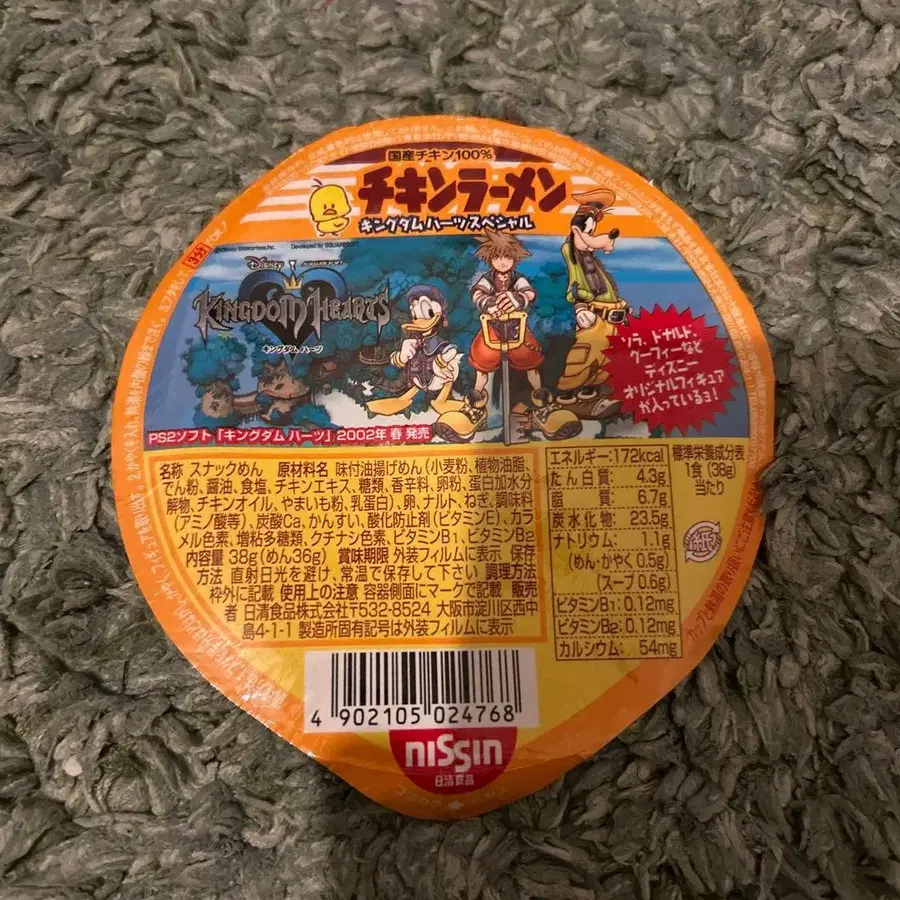 国産チキン100%
チキンラーメン
キングダム ハーツ スペシャル
Developed by SQUARESOFT
Disney
KINGDOM HEARTS
キングダム ハーツ
ソラ、ドナルド、
グーフィーなど
ディズニー
オリジナルフィギュア
が入っているヨ!
PS2ソフト「キングダム ハーツ」2002年 春 発売
3分
名称 スナックめん 原材料名 味付油揚げめん(小麦粉、植物油脂、
でん粉、醤油、食塩、チキンエキス、糖類、香辛料、卵粉、蛋白加水分
解物、チキンオイル、やまいも粉、乳蛋白)、卵、ナルト、ねぎ、調味料
(アミノ酸等)、炭酸Ca、かんすい、酸化防止剤(ビタミンE)、カラ
メル色素、増粘多糖類、クチナシ色素、ビタミンB1、ビタミンB2
内容量 38g(めん36g) 賞味期限 外装フィルムに表示 保存
方法 直射日光を避け、常温で保存して下さい 調理方法
枠外に記載 使用上の注意 容器側面にマークで記載 販売
者 日清食品株式会社〒532-8524 大阪市淀川区西中
島4-1-1 製造所固有記号は外装フィルムに表示
標準栄養成分表
1食(38g)
当たり
エネルギー:172kcal
たん白質: 4.3g
脂 質: 6.7g
炭水化物: 23.5g
ナトリウム: 1.1g
(めん・かやく 0.5g)
(スープ 0.6g)
ビタミンB1: 0.12mg
ビタミンB2: 0.12mg
カルシウム: 54mg
紙
4 902105 024768
NISSIN
日清食品